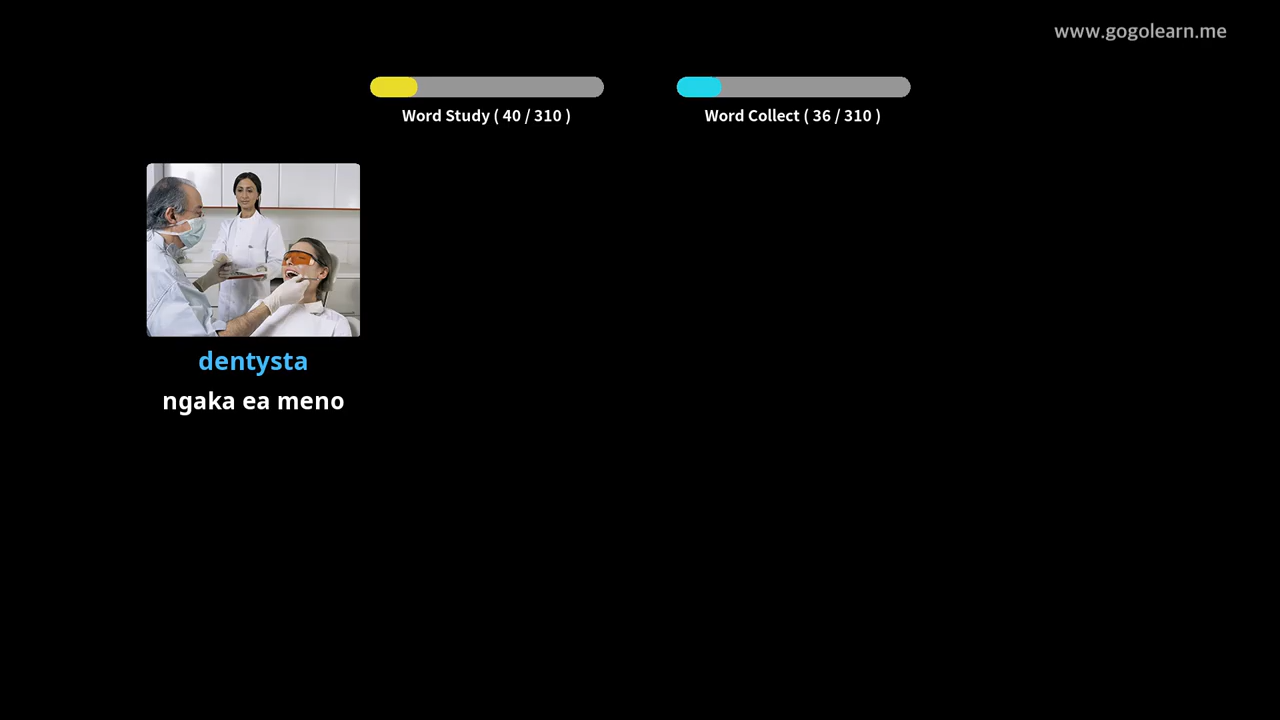 www.gogolearn.me
Word Study ( 40 / 310 )
Word Collect ( 36 / 310 )
dentysta
ngaka ea meno